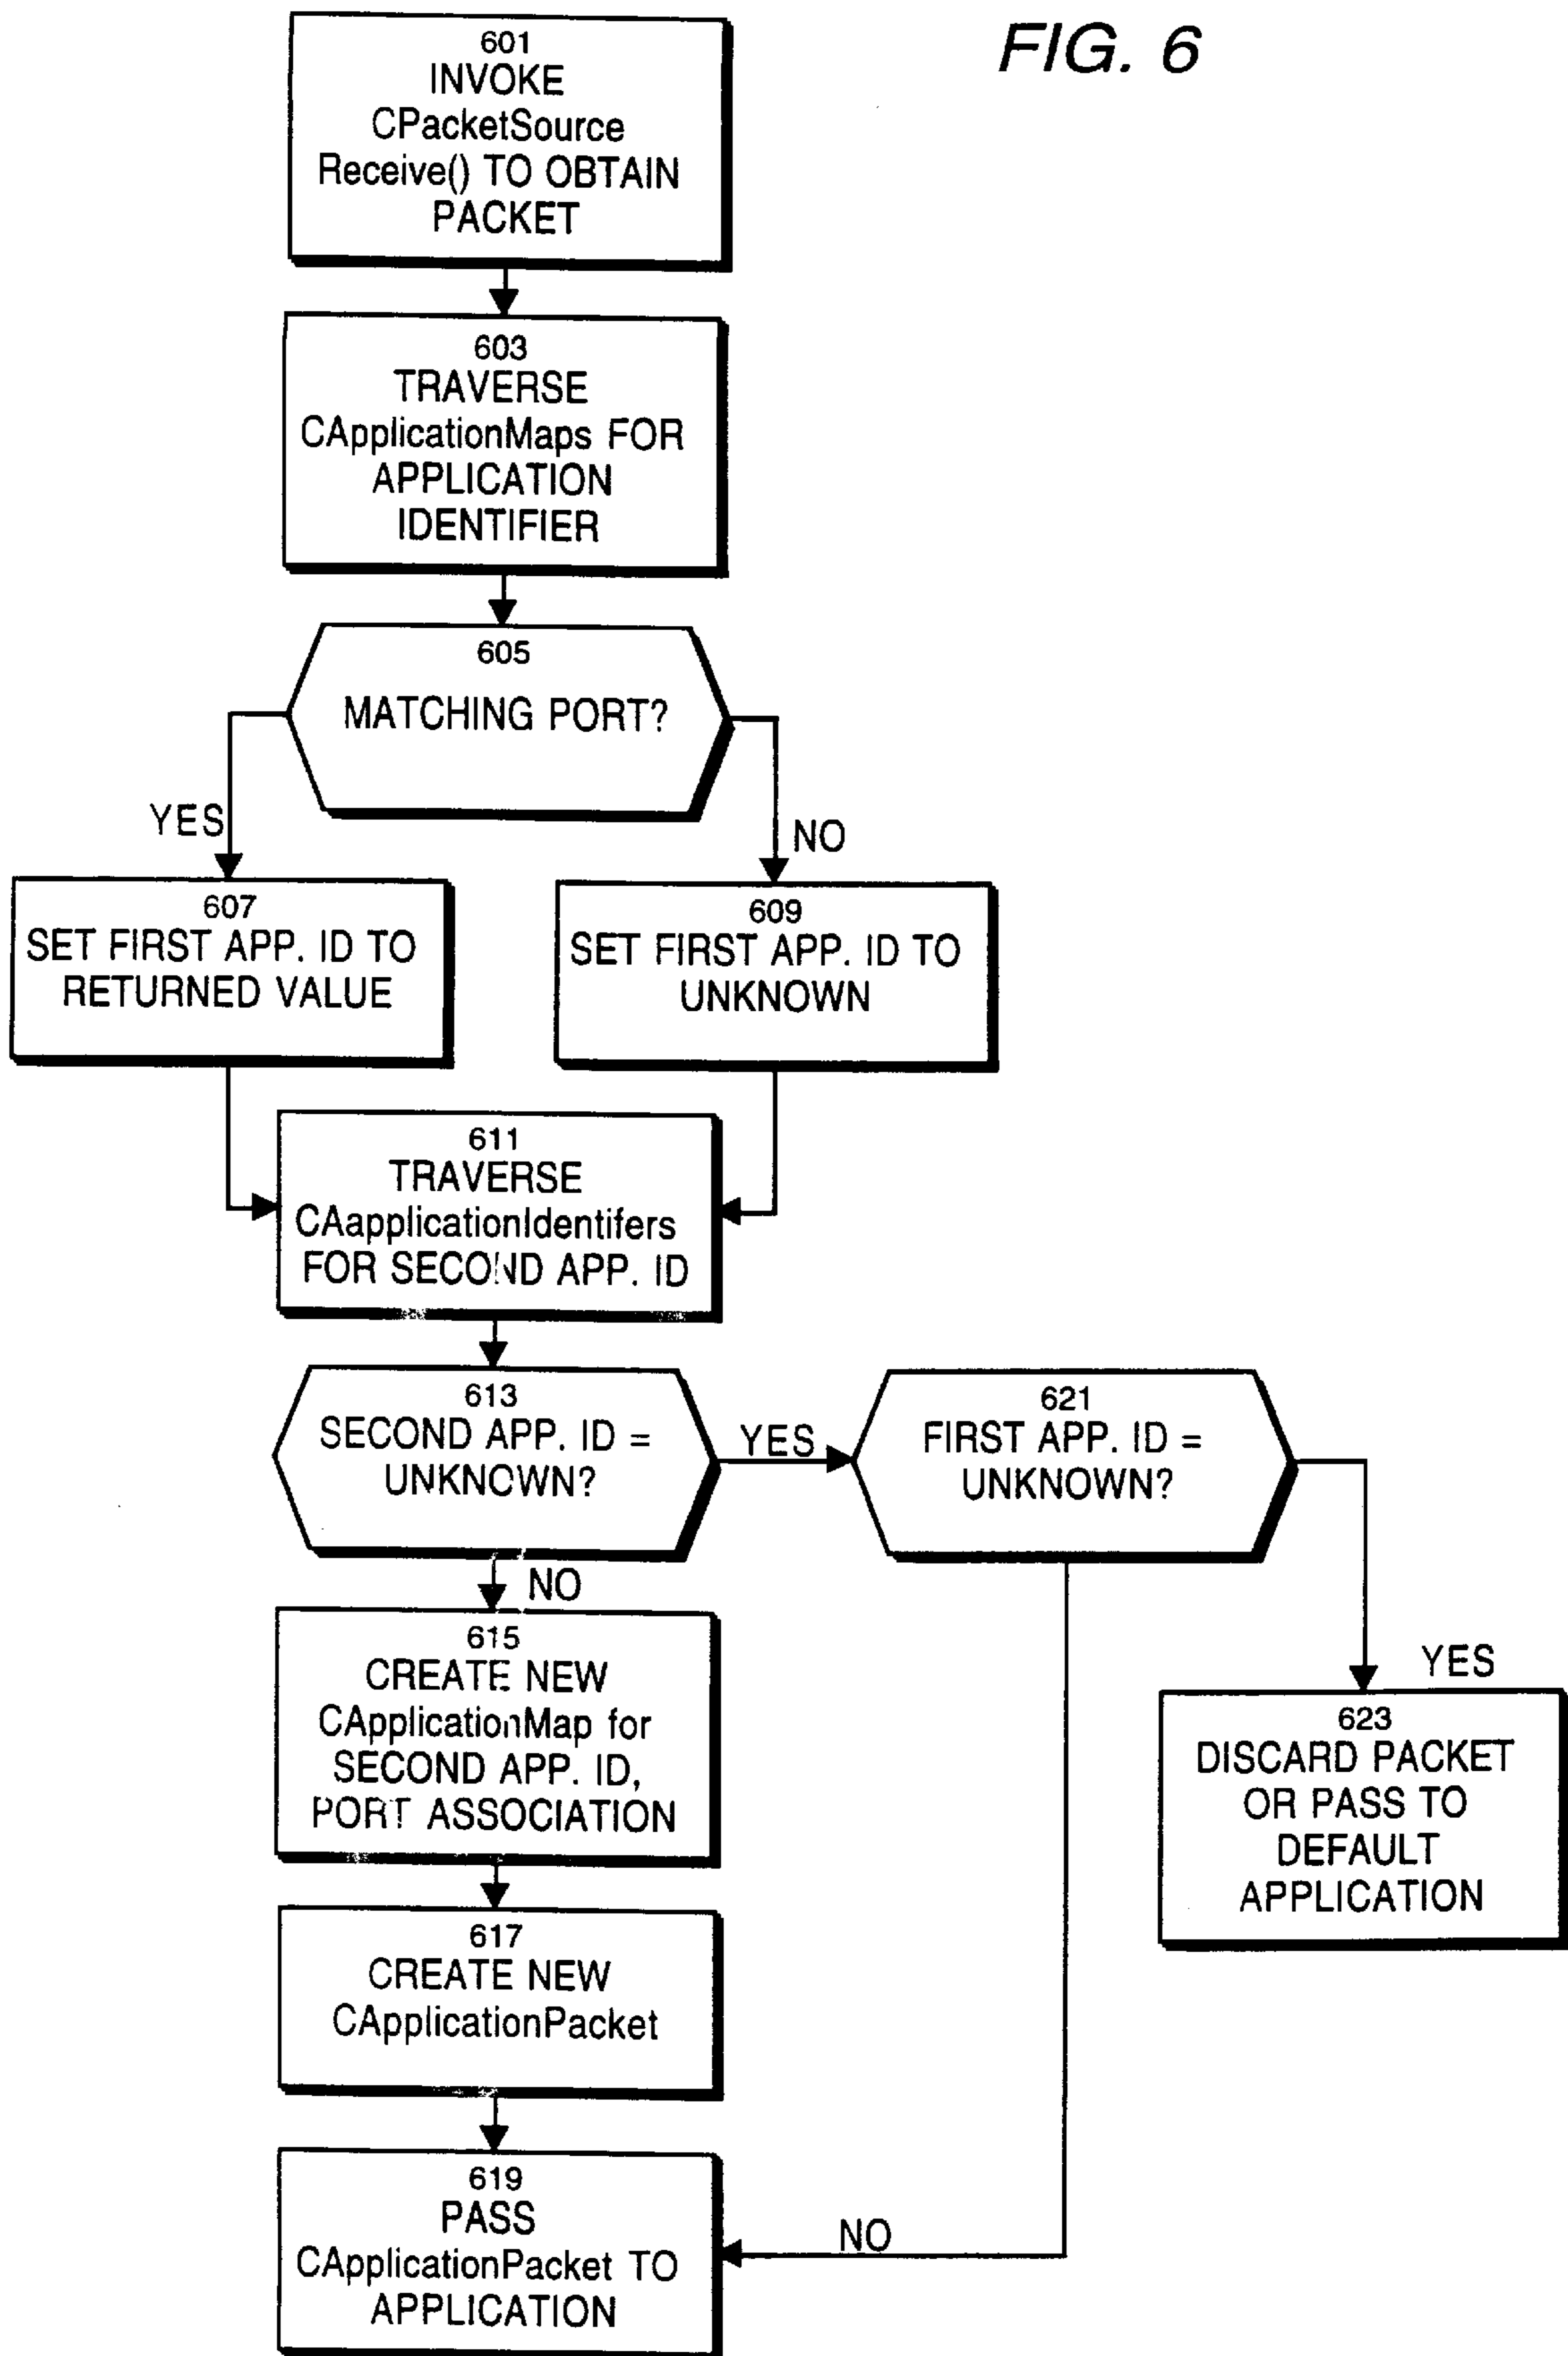 FIG. 6
601
INVOKE
CPacketSource
Receive() TO OBTAIN
PACKET
603
TRAVERSE
CApplicationMaps FOR
APPLICATION
IDENTIFIER
605
MATCHING PORT?
YES
NO
607
SET FIRST APP. ID TO
RETURNED VALUE
609
SET FIRST APP. ID TO
UNKNOWN
611
TRAVERSE
CAapplicationIdentifers
FOR SECOND APP. ID
613
SECOND APP. ID =
UNKNOWN?
YES
621
FIRST APP. ID =
UNKNOWN?
NO
615
CREATE NEW
CApplicationMap for
SECOND APP. ID,
PORT ASSOCIATION
YES
623
DISCARD PACKET
OR PASS TO
DEFAULT
APPLICATION
617
CREATE NEW
CApplicationPacket
619
PASS
CApplicationPacket TO
APPLICATION
NO